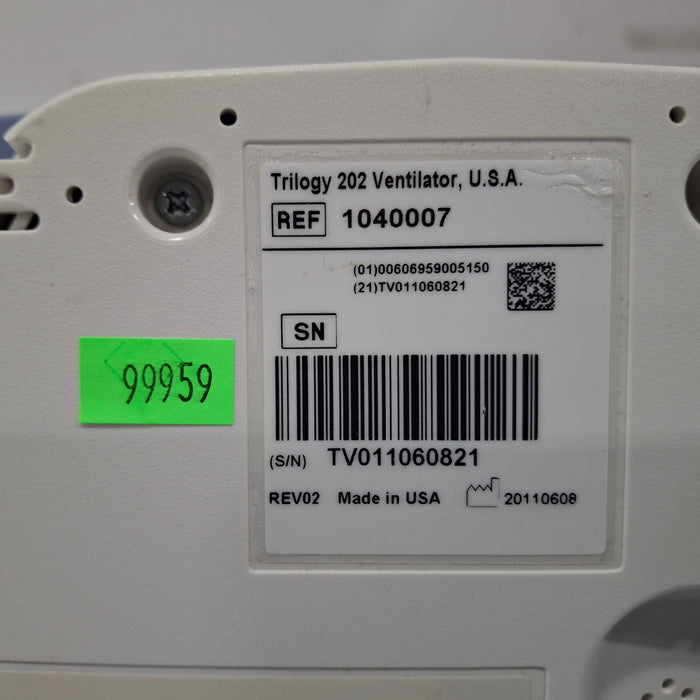 Trilogy 202 Ventilator, U.S.A.
REF 1040007
(01)00606959005150
(21)TV011060821
SN
99959
(S/N) TV011060821
REV02 Made in USA 20110608